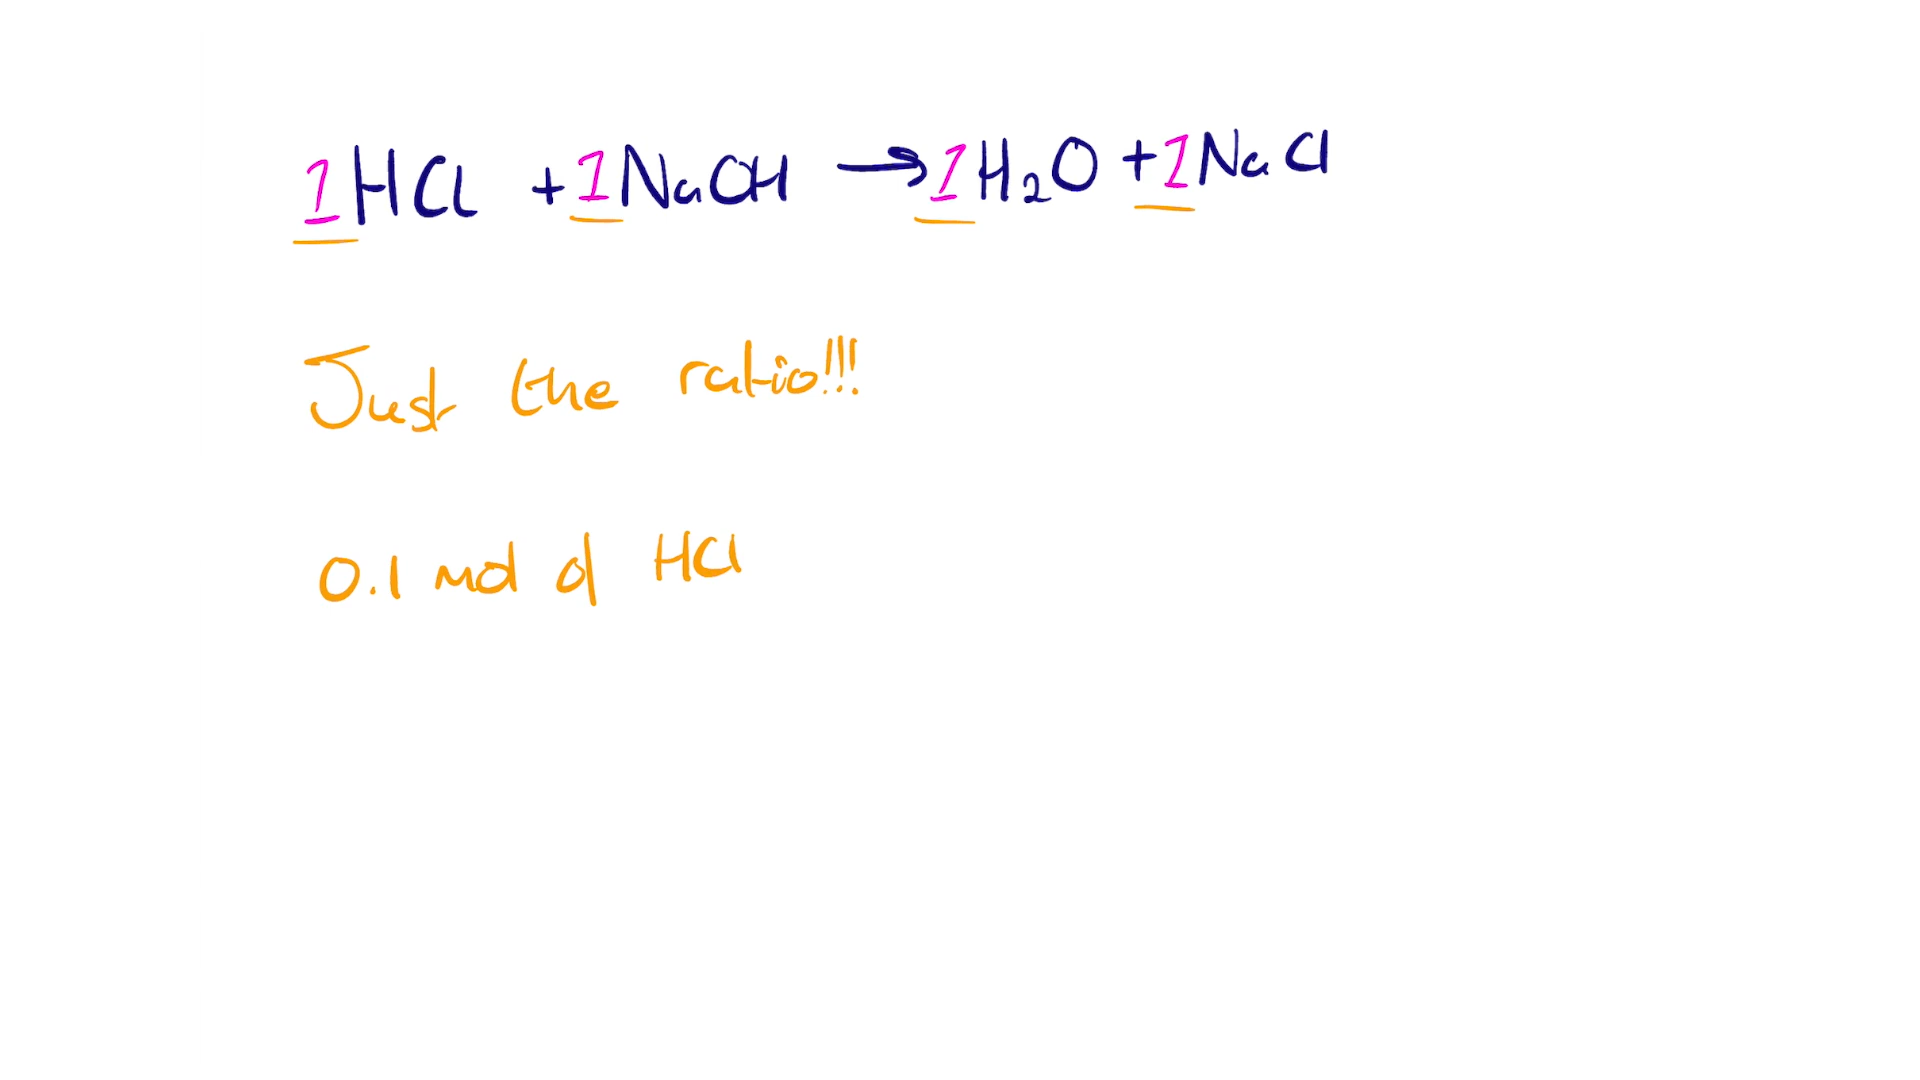 1HCl + 1NaOH → 1H₂O + 1NaCl
Just the ratio!!!
0.1 mol of HCl